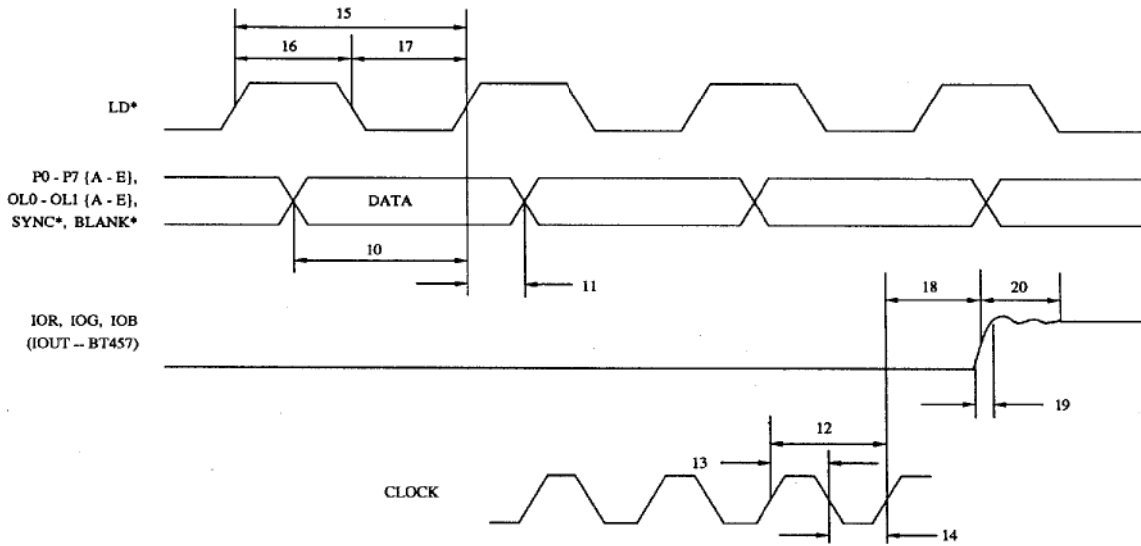 15
16 17
LD*
P0 - P7 {A - E},
OL0 - OL1 {A - E},
SYNC*, BLANK*
DATA
10
11
18 20
IOR, IOG, IOB
(IOUT -- BT457)
19
12
13
CLOCK
14